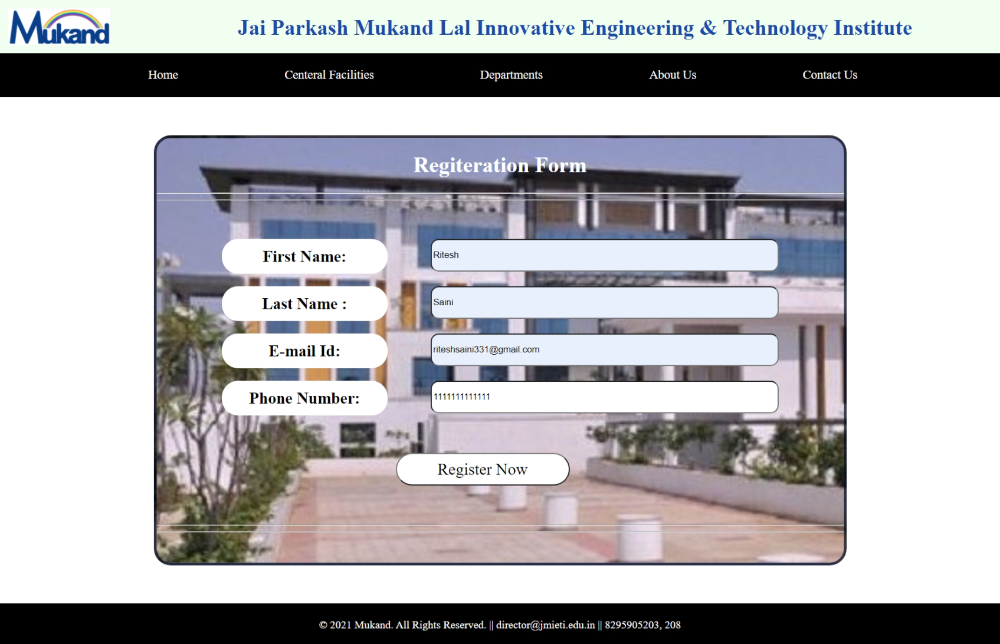 Mukand
Jai Parkash Mukand Lal Innovative Engineering & Technology Institute
Home Centeral Facilities Departments About Us Contact Us
Regiteration Form
First Name: Ritesh
Last Name : Saini
E-mail Id: riteshsaini331@gmail.com
Phone Number: 1111111111111
Register Now
© 2021 Mukand. All Rights Reserved. || director@jmieti.edu.in || 8295905203, 208